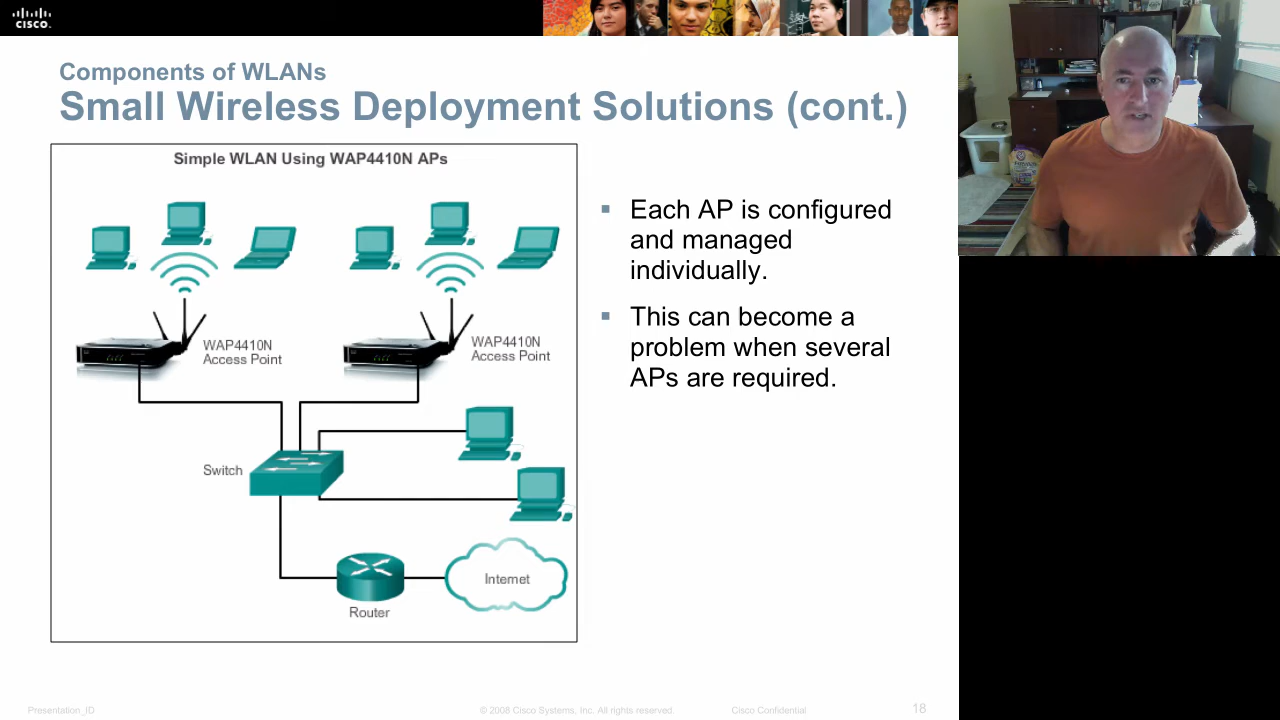 CISCO.
Components of WLANs
Small Wireless Deployment Solutions (cont.)
Simple WLAN Using WAP4410N APs
WAP4410N
Access Point
WAP4410N
Access Point
Switch
Internet
Router
Each AP is configured
and managed
individually.
This can become a
problem when several
APs are required.
Presentation_ID
© 2008 Cisco Systems, Inc. All rights reserved.
Cisco Confidential
18